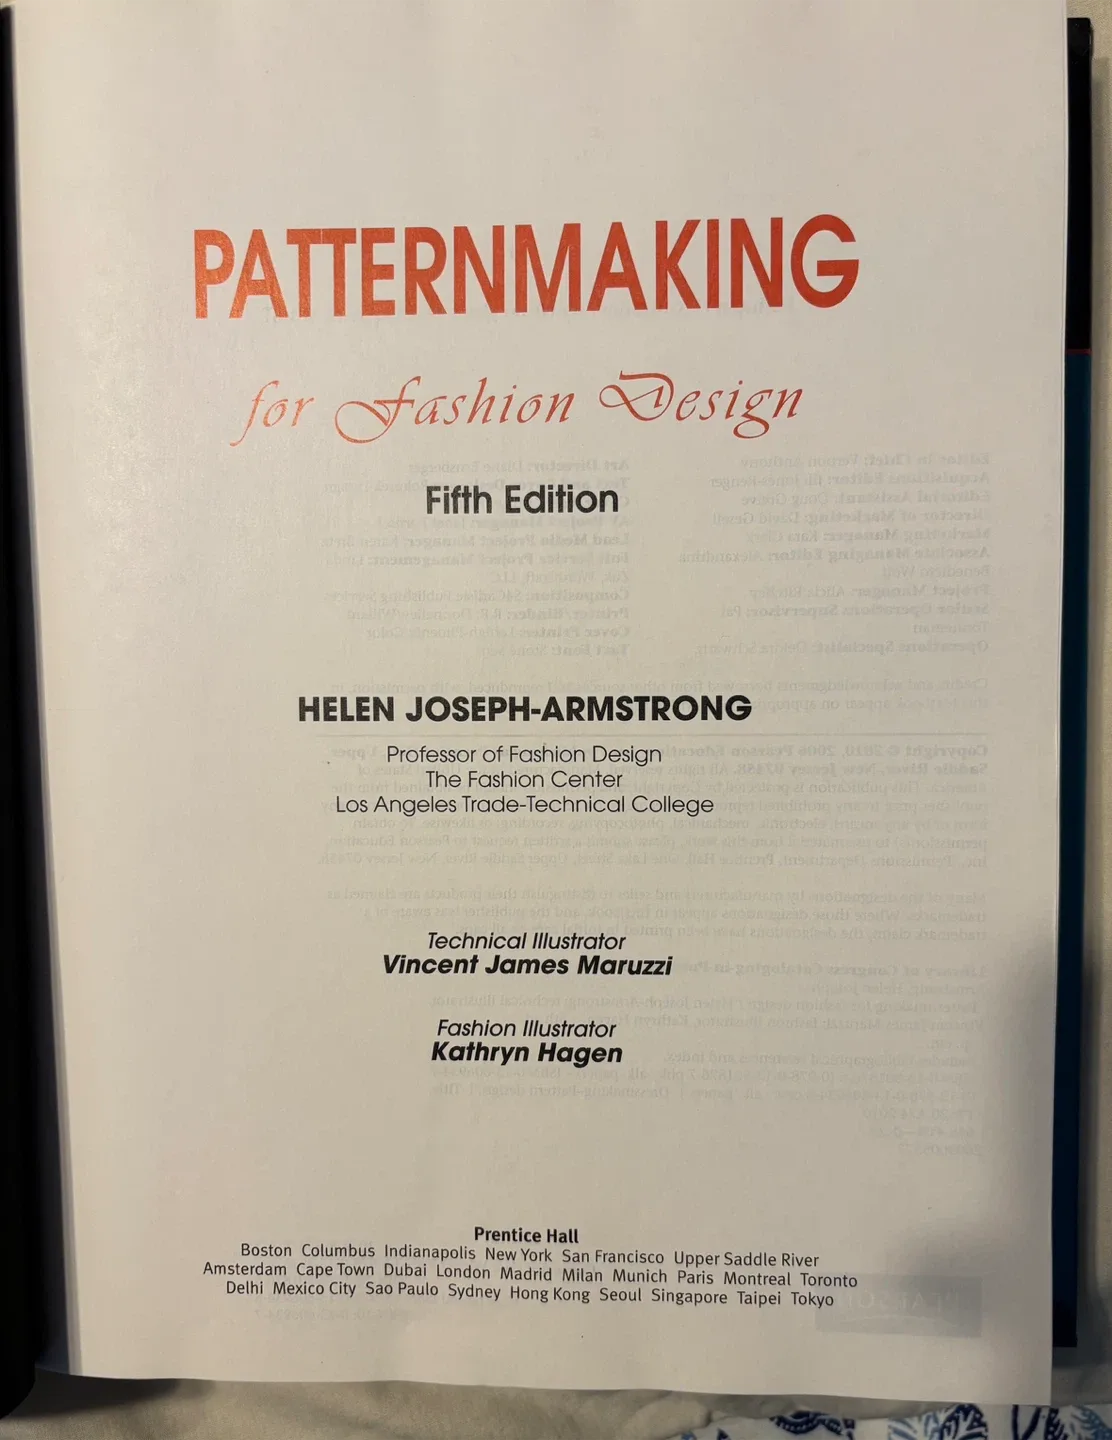 PATTERNMAKING
for Fashion Design
Fifth Edition
HELEN JOSEPH-ARMSTRONG
Professor of Fashion Design
The Fashion Center
Los Angeles Trade-Technical College
Technical Illustrator
Vincent James Maruzzi
Fashion Illustrator
Kathryn Hagen
Prentice Hall
Boston Columbus Indianapolis New York San Francisco Upper Saddle River
Amsterdam Cape Town Dubai London Madrid Milan Munich Paris Montreal Toronto
Delhi Mexico City Sao Paulo Sydney Hong Kong Seoul Singapore Taipei Tokyo